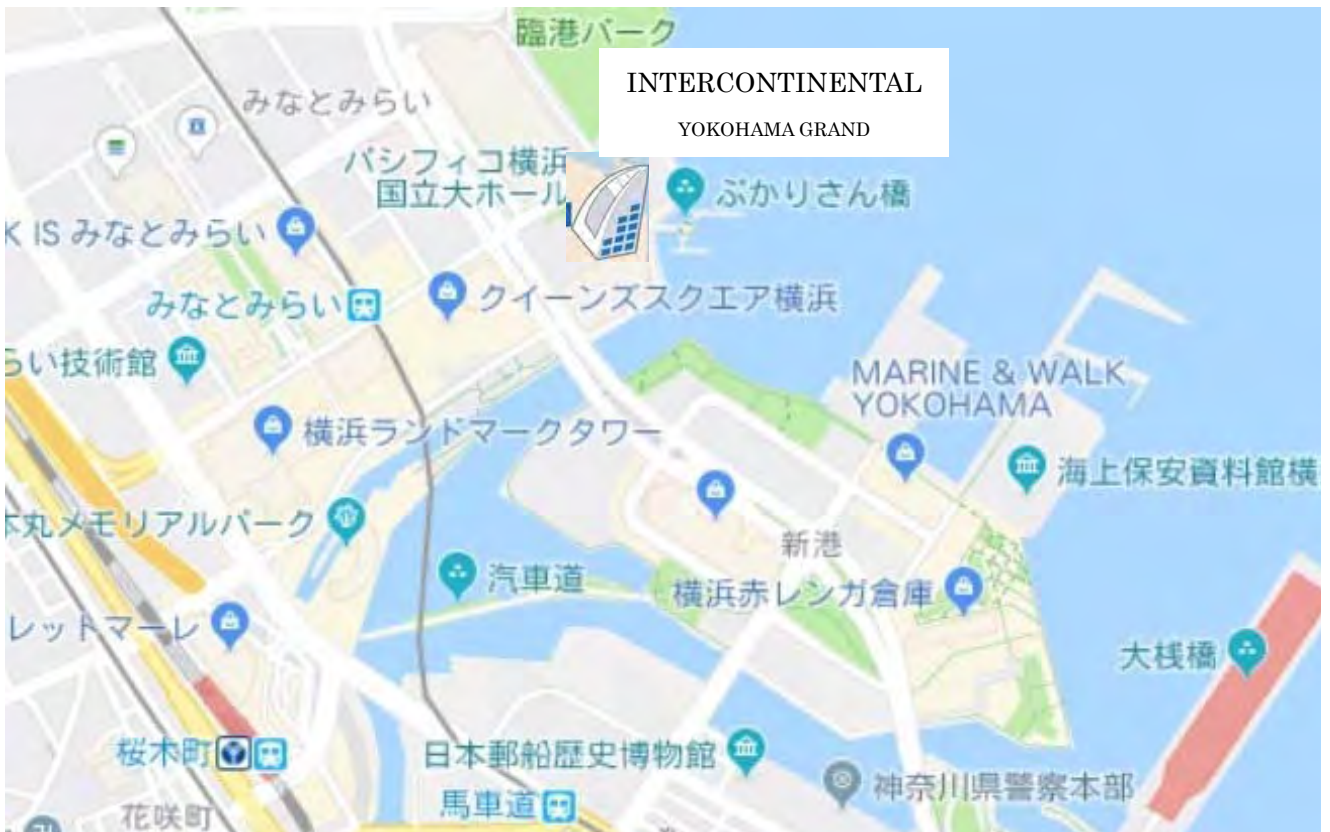 臨港パーク
INTERCONTINENTAL
YOKOHAMA GRAND
みなとみらい
パシフィコ横浜
国立大ホール
ぷかりさん橋
K IS みなとみらい
みなとみらい
クイーンズスクエア横浜
らい技術館
MARINE & WALK
YOKOHAMA
横浜ランドマークタワー
海上保安資料館横
本丸メモリアルパーク
新港
汽車道
横浜赤レンガ倉庫
レットマーレ
大桟橋
桜木町
日本郵船歴史博物館
神奈川県警察本部
馬車道
花咲町